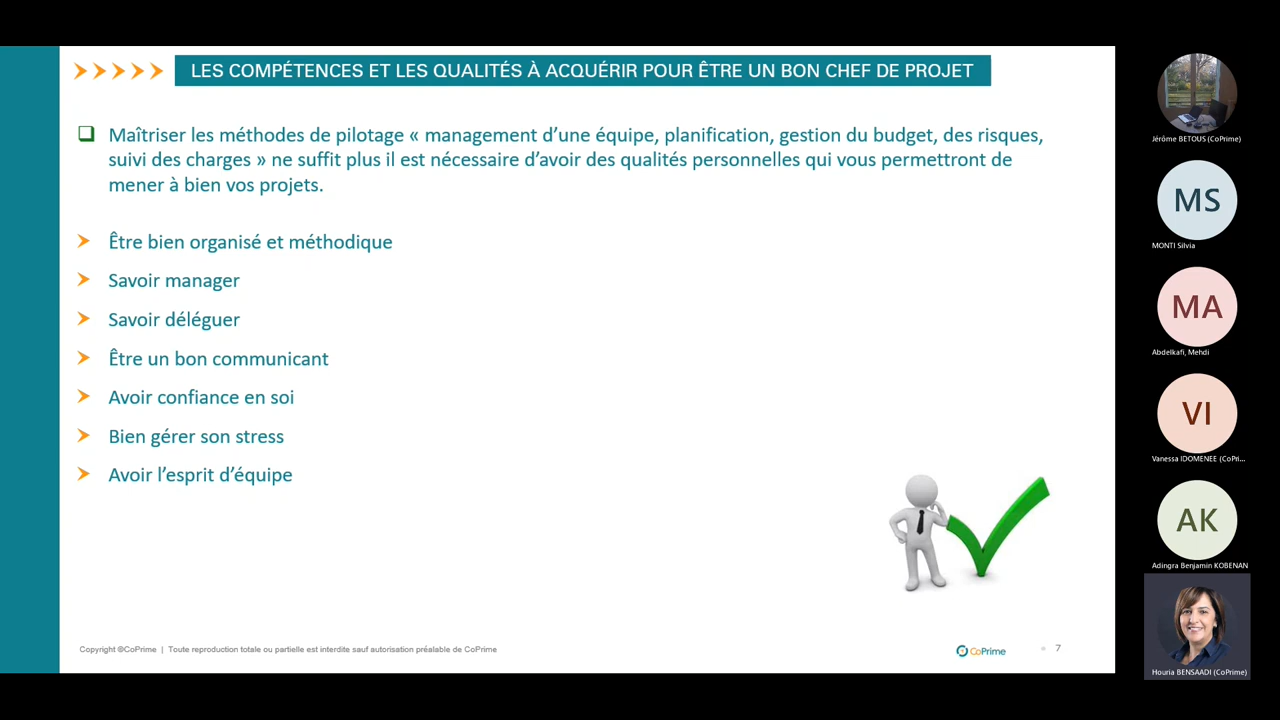 LES COMPÉTENCES ET LES QUALITÉS À ACQUÉRIR POUR ÊTRE UN BON CHEF DE PROJET
Maîtriser les méthodes de pilotage « management d’une équipe, planification, gestion du budget, des risques,
suivi des charges » ne suffit plus il est nécessaire d’avoir des qualités personnelles qui vous permettront de
mener à bien vos projets.
Être bien organisé et méthodique
Savoir manager
Savoir déléguer
Être un bon communicant
Avoir confiance en soi
Bien gérer son stress
Avoir l’esprit d’équipe
Copyright ©CoPrime | Toute reproduction totale ou partielle est interdite sauf autorisation préalable de CoPrime
CoPrime
7
Jérôme BETOUS (CoPrime)
MS
MONTI Silvia
MA
Abdelkafi, Mehdi
VI
Vanessa IDOMENEE (CoPri...
AK
Adingra Benjamin KOBENAN
Houria BENSAADI (CoPrime)